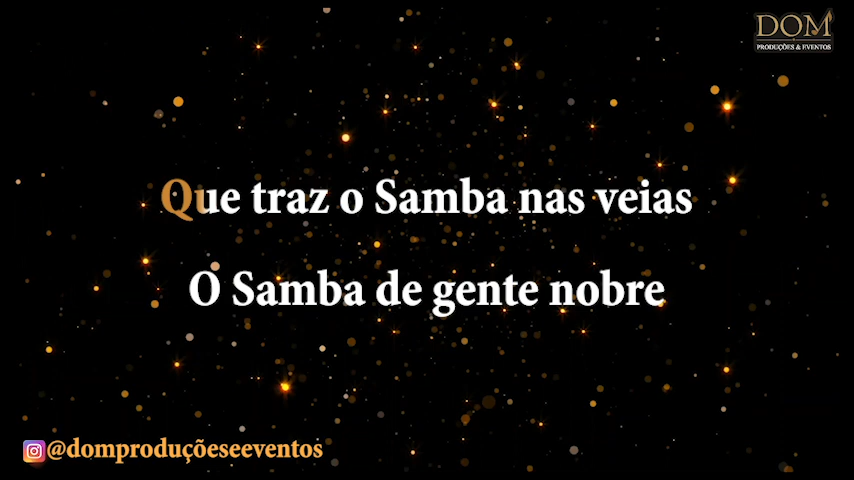 DOM
PRODUÇÕES & EVENTOS
Que traz o Samba nas veias
O Samba de gente nobre
@domproduçõeseeventos